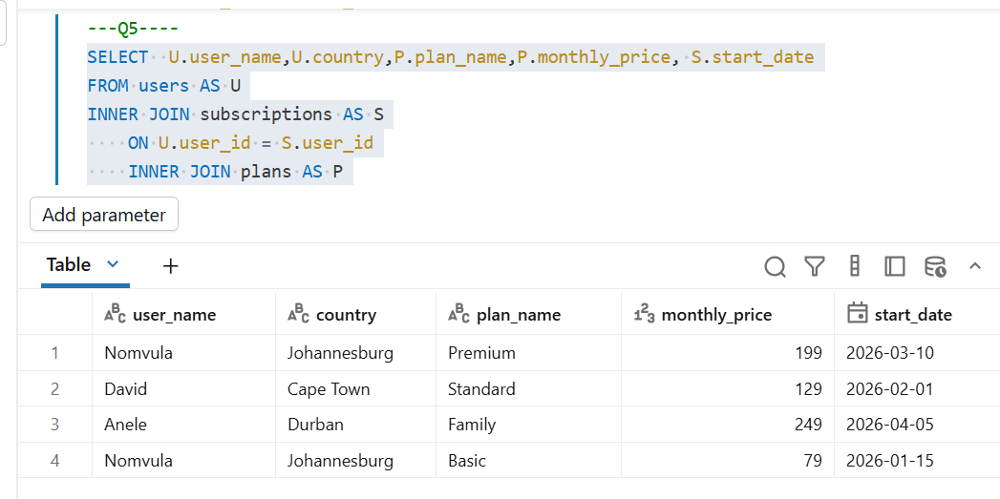 ---Q5----
SELECT  U.user_name,U.country,P.plan_name,P.monthly_price, S.start_date
FROM users AS U
INNER JOIN subscriptions AS S
    ON U.user_id = S.user_id
    INNER JOIN plans AS P
Add parameter
Table +
user_name country plan_name monthly_price start_date
1 Nomvula Johannesburg Premium 199 2026-03-10
2 David Cape Town Standard 129 2026-02-01
3 Anele Durban Family 249 2026-04-05
4 Nomvula Johannesburg Basic 79 2026-01-15